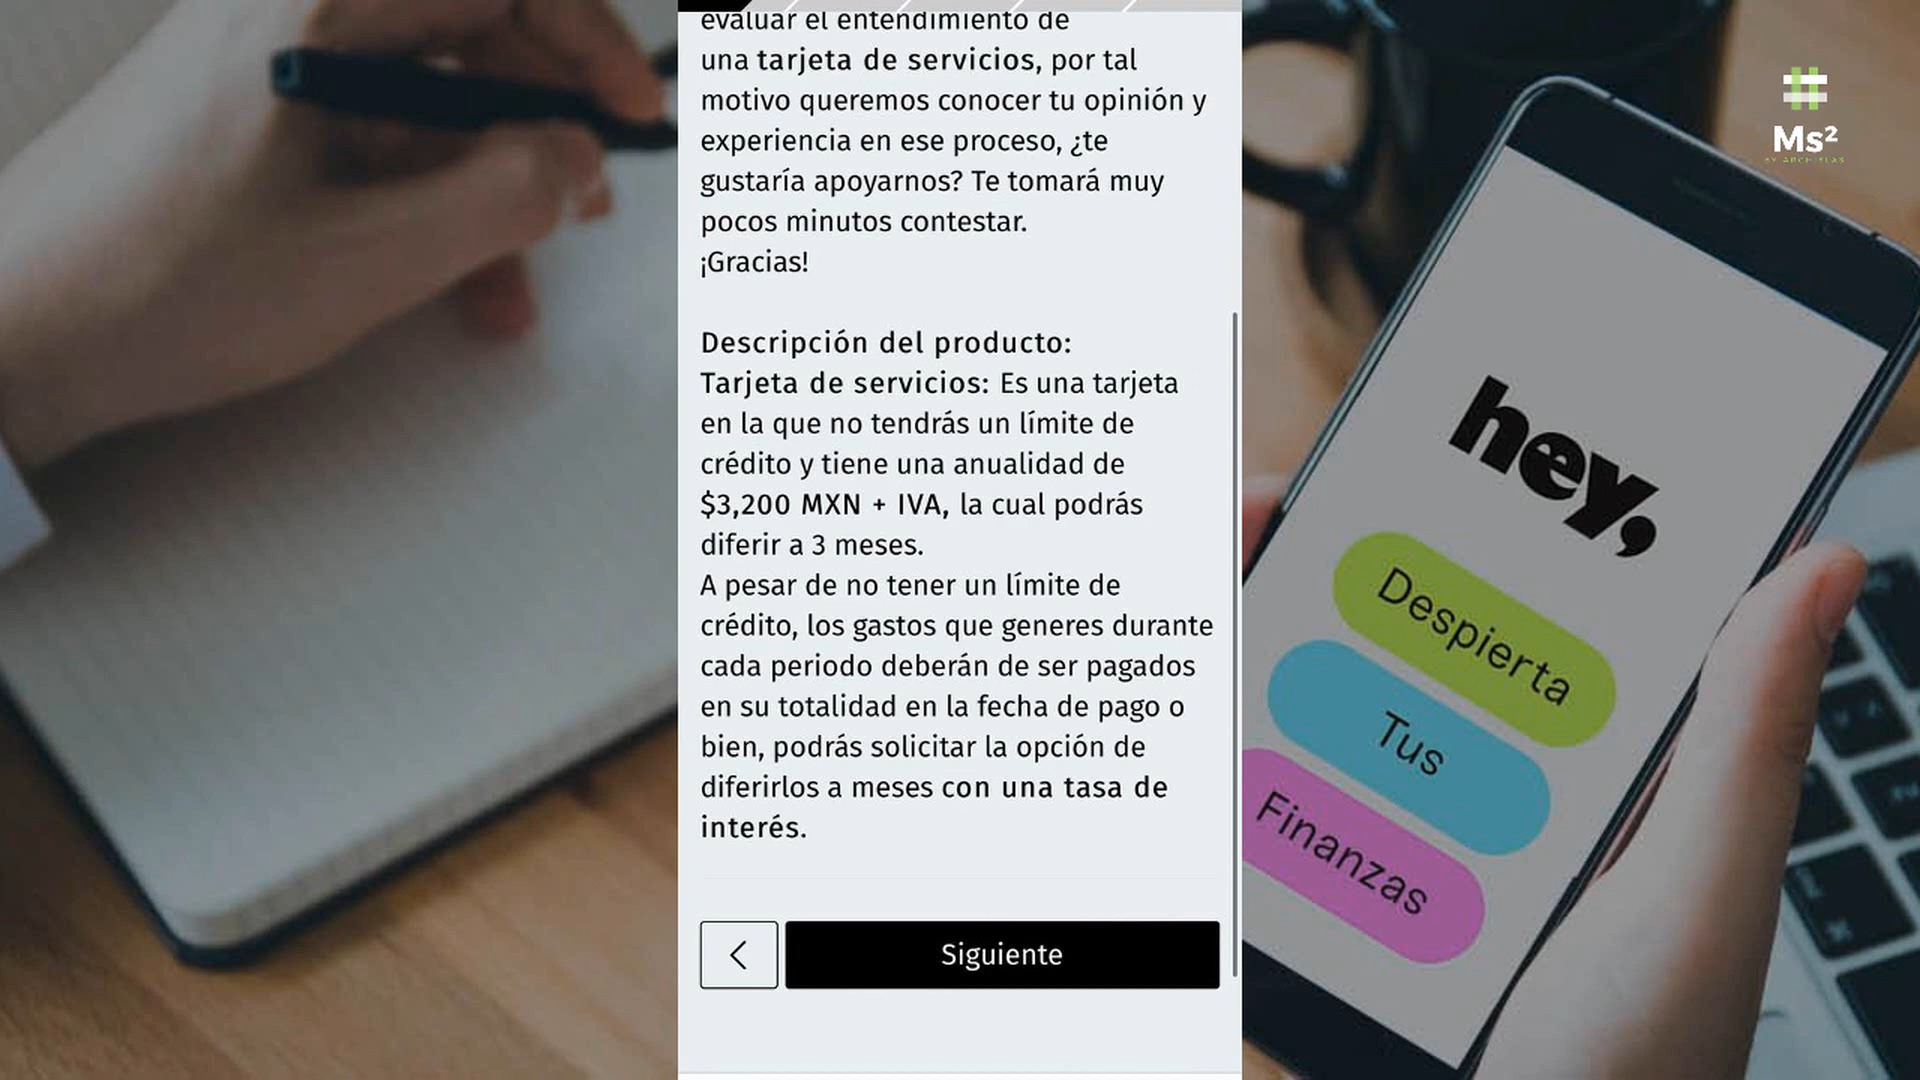 evaluar el entendimiento de
una tarjeta de servicios, por tal
motivo queremos conocer tu opinión y
experiencia en ese proceso, ¿te
gustaría apoyarnos? Te tomará muy
pocos minutos contestar.
¡Gracias!
Descripción del producto:
Tarjeta de servicios: Es una tarjeta
en la que no tendrás un límite de
crédito y tiene una anualidad de
$3,200 MXN + IVA, la cual podrás
diferir a 3 meses.
A pesar de no tener un límite de
crédito, los gastos que generes durante
cada periodo deberán de ser pagados
en su totalidad en la fecha de pago o
bien, podrás solicitar la opción de
diferirlos a meses con una tasa de
interés.
Siguiente
Ms²
hey,
Despierta
Tus
Finanzas